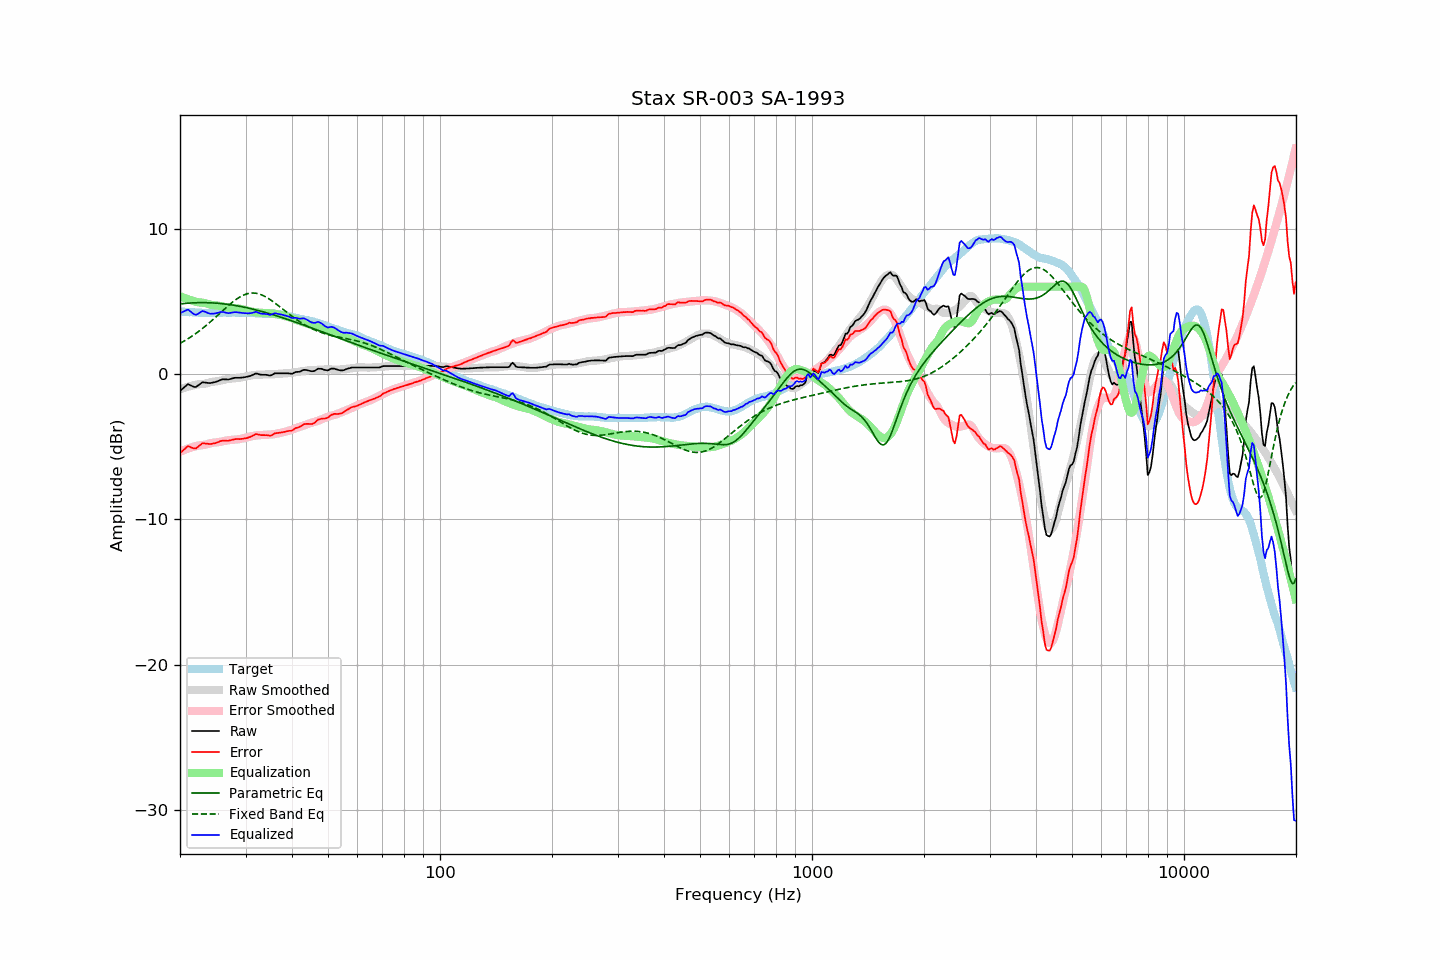 Stax SR-003 SA-1993
Amplitude (dBr)
10
0
−10
−20
−30
Target
Raw Smoothed
Error Smoothed
Raw
Error
Equalization
Parametric Eq
Fixed Band Eq
Equalized
100
1000
10000
Frequency (Hz)